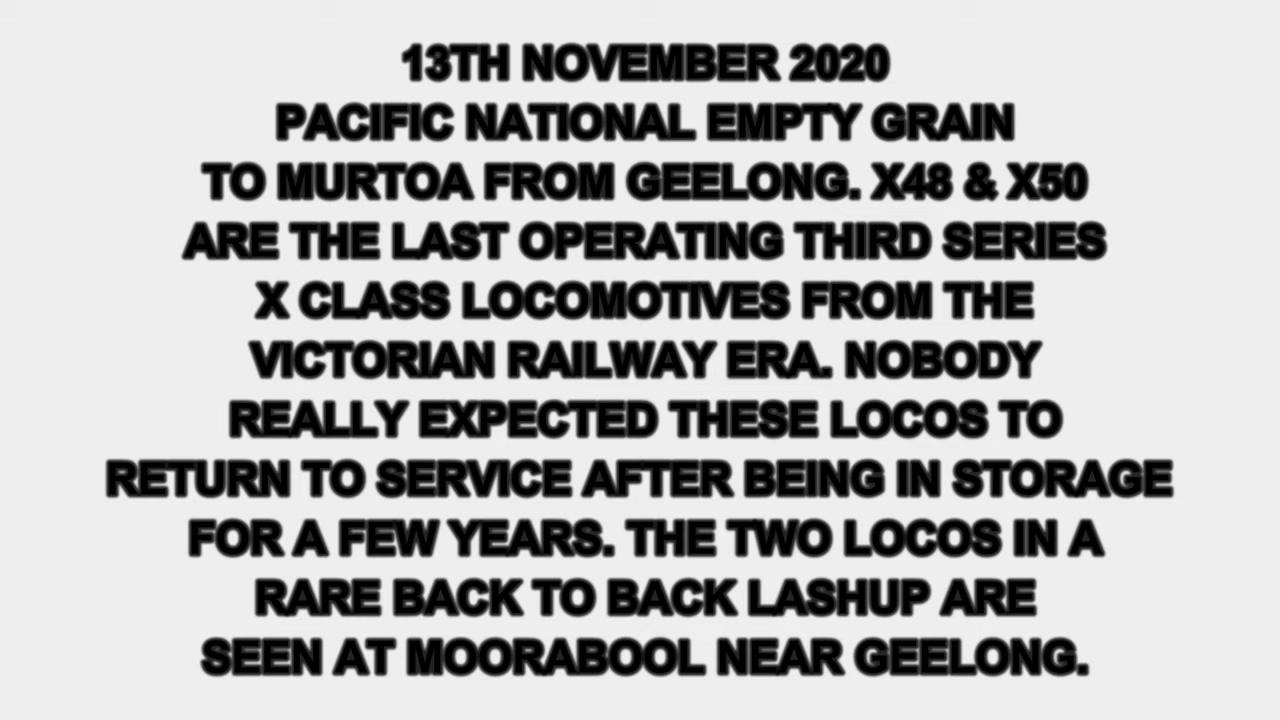 13TH NOVEMBER 2020
PACIFIC NATIONAL EMPTY GRAIN
TO MURTOA FROM GEELONG. X48 & X50
ARE THE LAST OPERATING THIRD SERIES
X CLASS LOCOMOTIVES FROM THE
VICTORIAN RAILWAY ERA. NOBODY
REALLY EXPECTED THESE LOCOS TO
RETURN TO SERVICE AFTER BEING IN STORAGE
FOR A FEW YEARS. THE TWO LOCOS IN A
RARE BACK TO BACK LASHUP ARE
SEEN AT MOORABOOL NEAR GEELONG.